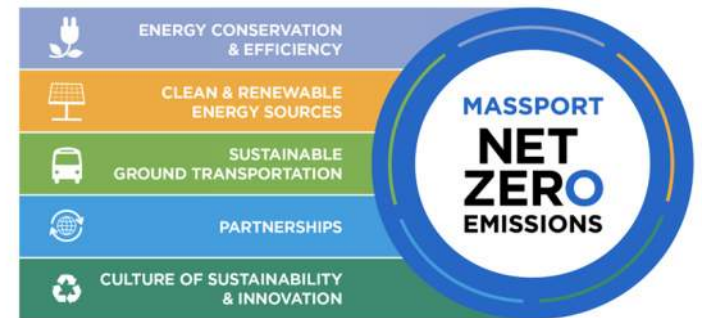 ENERGY CONSERVATION
& EFFICIENCY
CLEAN & RENEWABLE
ENERGY SOURCES
SUSTAINABLE
GROUND TRANSPORTATION
PARTNERSHIPS
CULTURE OF SUSTAINABILITY
& INNOVATION
MASSPORT
NET
ZERO
EMISSIONS